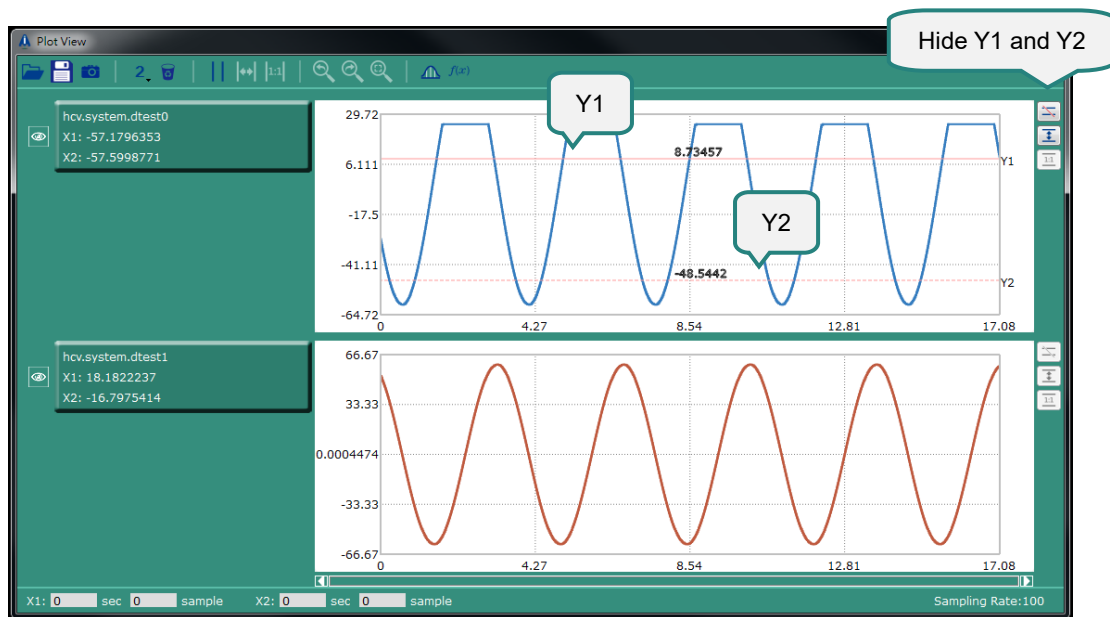 Hide Y1 and Y2
Plot View
2
1:1
f(x)
Y1
hcv.system.dtest0
X1: -57.1796353
X2: -57.5998771
29.72
6.111
-17.5
-41.11
-64.72
8.73457
Y2
-48.5442
Y1
Y2
1:1
0
4.27
8.54
12.81
17.08
hcv.system.dtest1
X1: 18.1822237
X2: -16.7975414
66.67
33.33
0.0004474
-33.33
-66.67
1:1
0
4.27
8.54
12.81
17.08
X1: 0 sec 0 sample X2: 0 sec 0 sample Sampling Rate:100